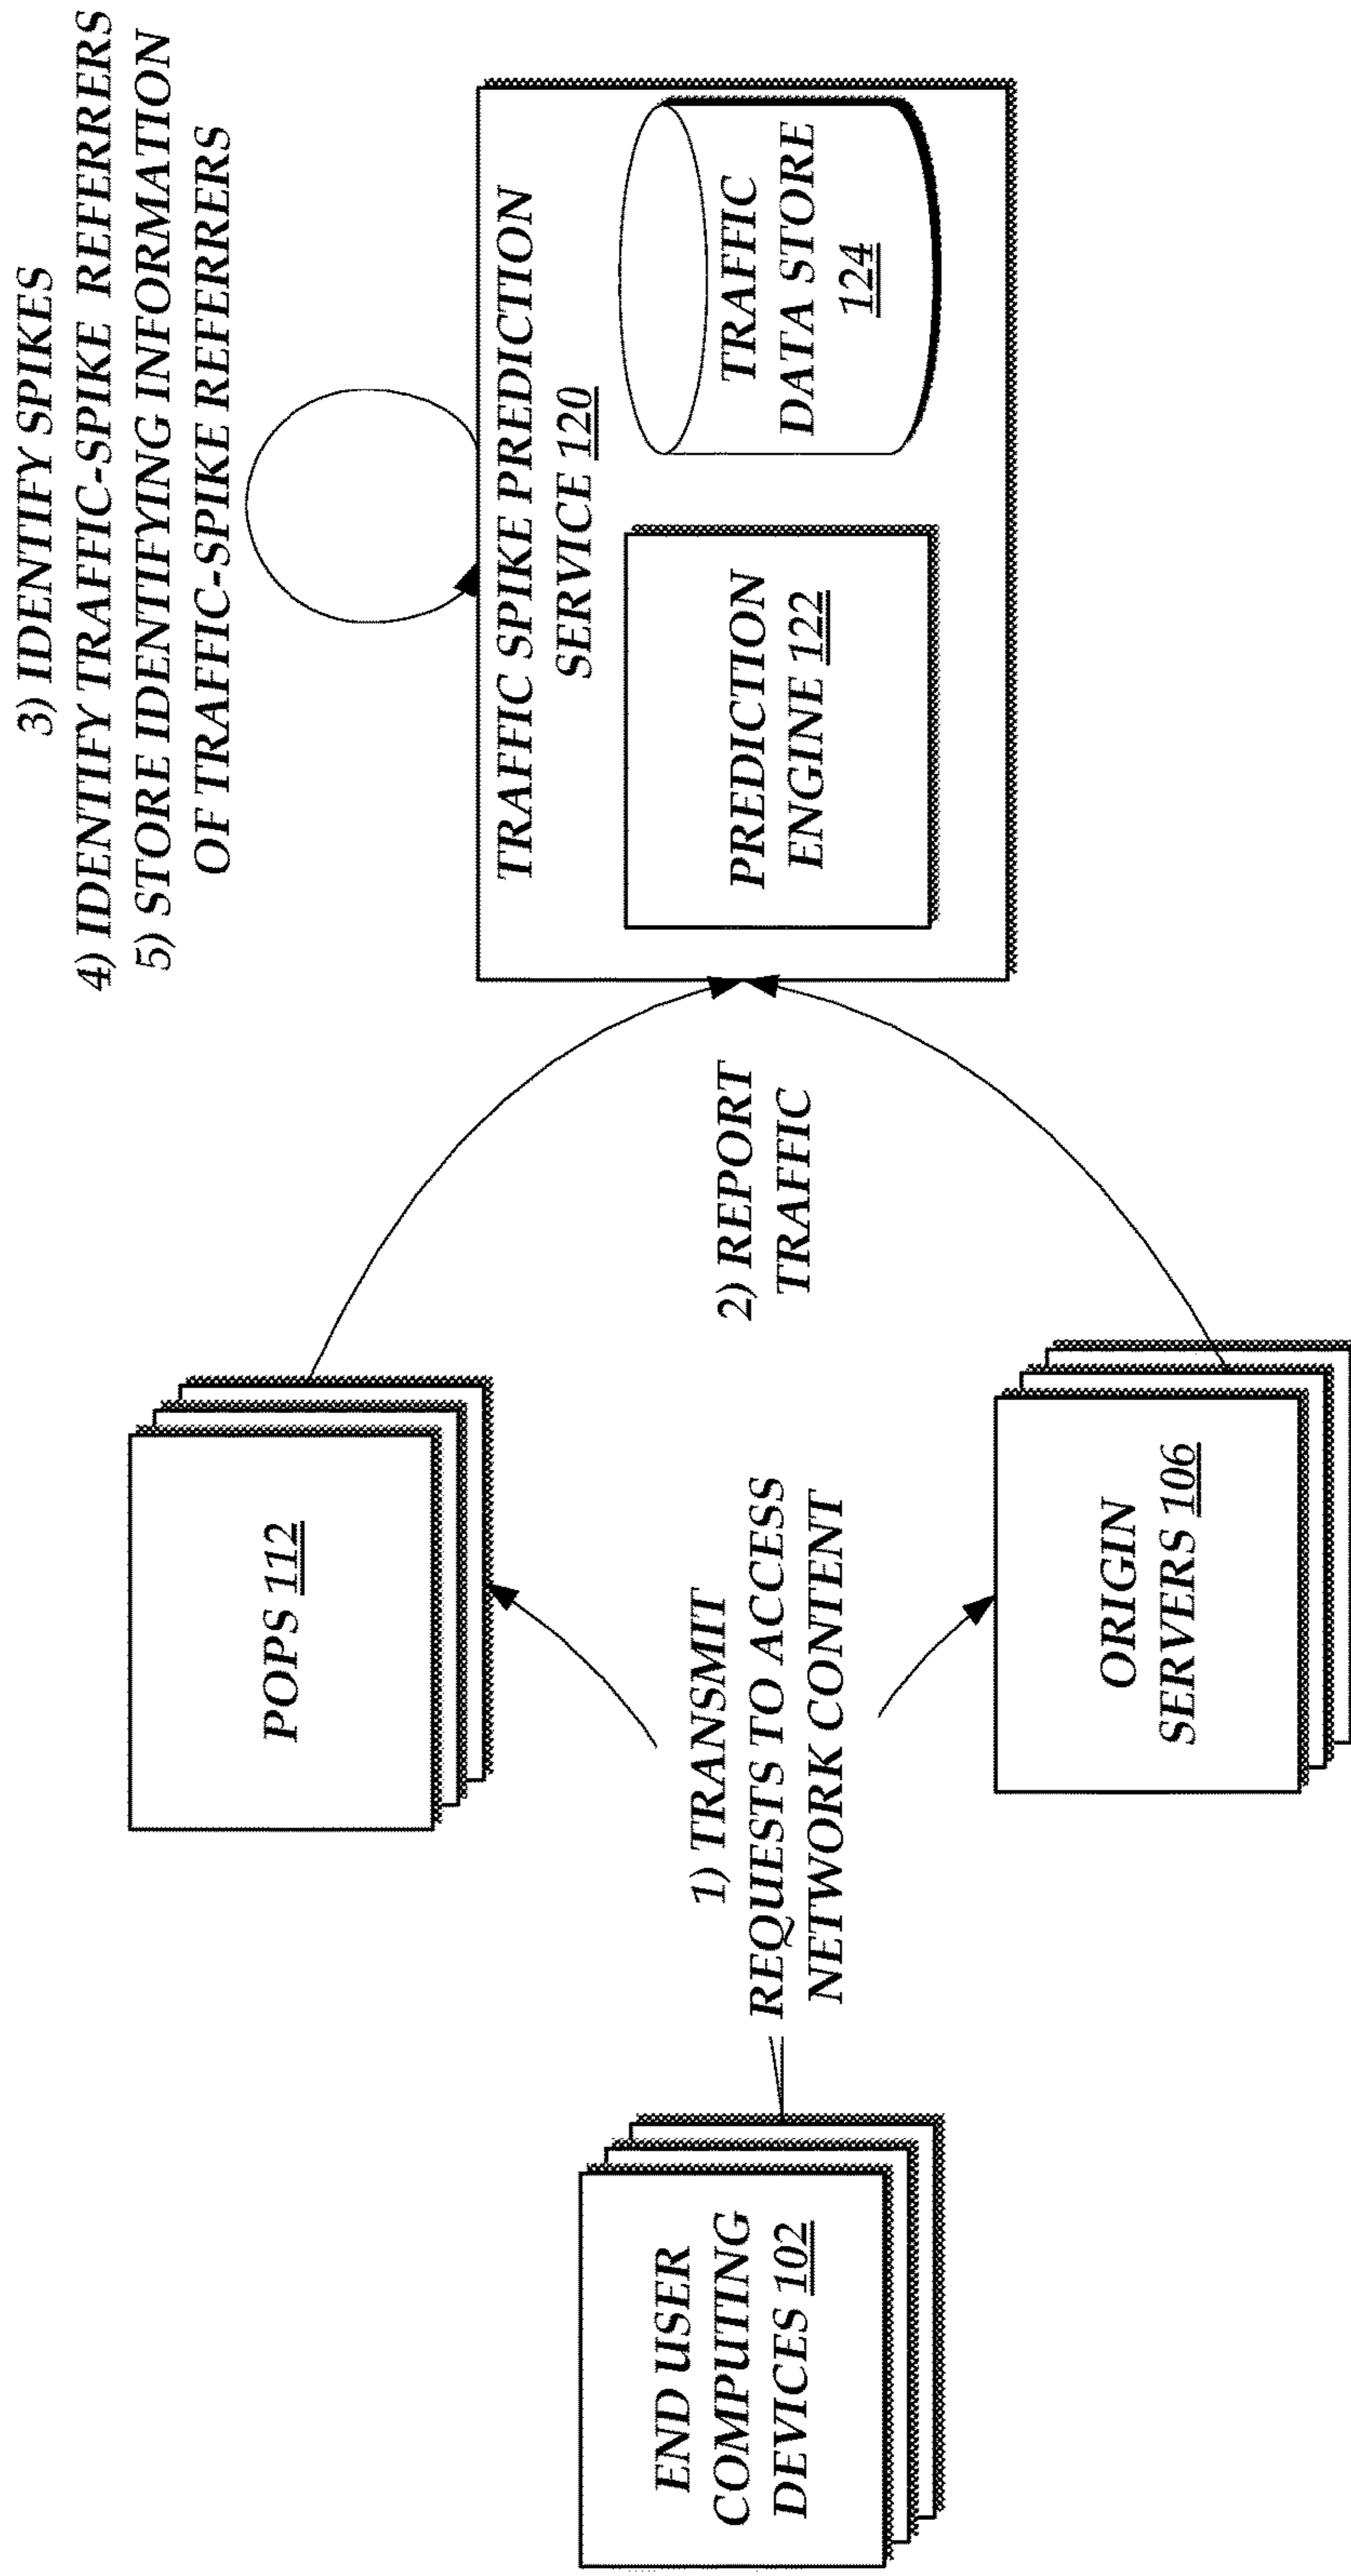 3) IDENTIFY SPIKES
4) IDENTIFY TRAFFIC-SPIKE REFERRERS
5) STORE IDENTIFYING INFORMATION
OF TRAFFIC-SPIKE REFERRERS
POPS 112
TRAFFIC SPIKE PREDICTION
SERVICE 120
END USER
COMPUTING
DEVICES 102
1) TRANSMIT
REQUESTS TO ACCESS
NETWORK CONTENT
2) REPORT
TRAFFIC
PREDICTION
ENGINE 122
TRAFFIC
DATA STORE
124
ORIGIN
SERVERS 106